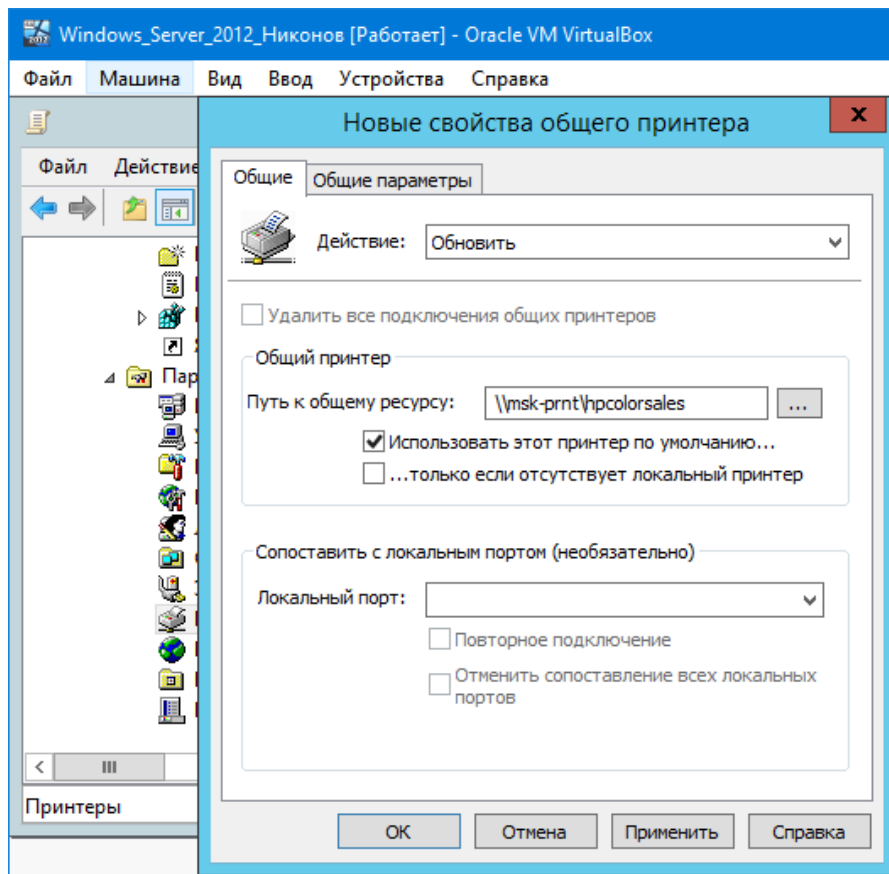 Windows_Server_2012_Никонов [Работает] - Oracle VM VirtualBox
Файл Машина Вид Ввод Устройства Справка
Новые свойства общего принтера
x
Файл Действие
Общие Общие параметры
Действие: Обновить
Удалить все подключения общих принтеров
Общий принтер
Путь к общему ресурсу: \\msk-prnt\hpcolorsales ...
Использовать этот принтер по умолчанию...
...только если отсутствует локальный принтер
Сопоставить с локальным портом (необязательно)
Локальный порт:
Повторное подключение
Отменить сопоставление всех локальных
портов
Принтеры
ОК Отмена Применить Справка